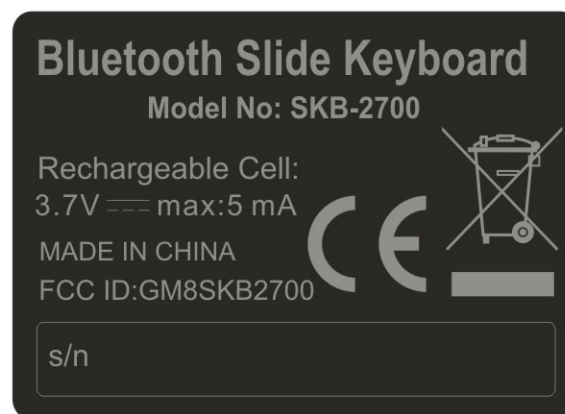 Bluetooth Slide Keyboard
Model No: SKB-2700
Rechargeable Cell:
3.7V ⎓ max:5 mA
MADE IN CHINA
FCC ID:GM8SKB2700
CE
s/n